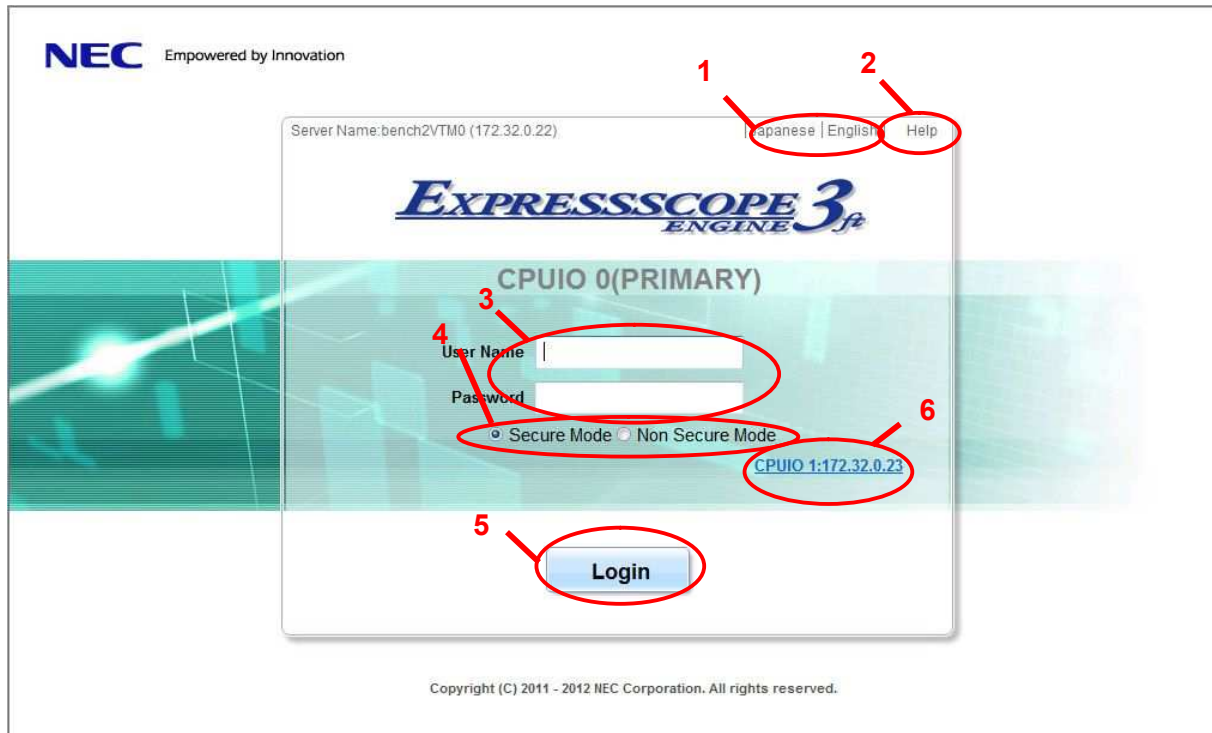 NEC Empowered by Innovation
1
2
Server Name:bench2VTM0 (172.32.0.22)
Japanese | English Help
EXPRESSSCOPE
ENGINE 3 ft
CPUIO 0(PRIMARY)
3
4
User Name
Password
6
Secure Mode Non Secure Mode
CPUIO 1:172.32.0.23
5
Login
Copyright (C) 2011 - 2012 NEC Corporation. All rights reserved.